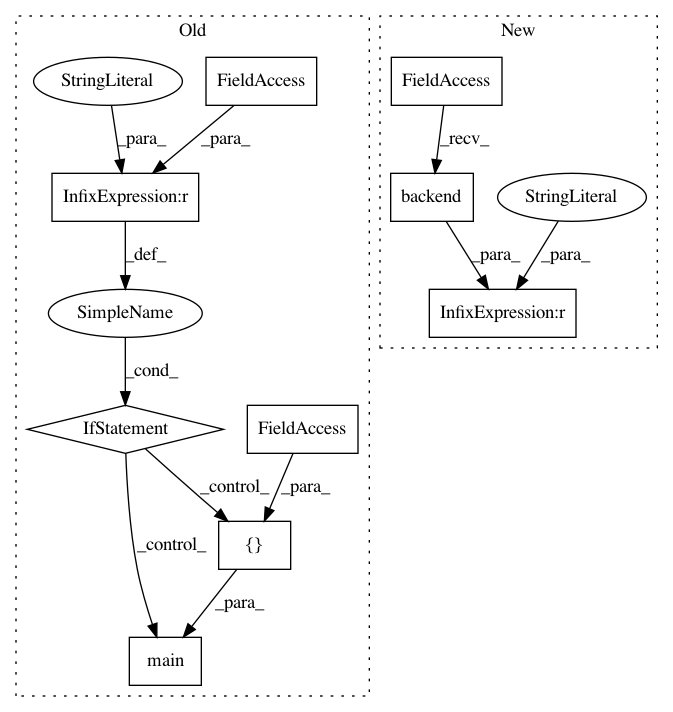 Old
New
StringLiteral
FieldAccess
FieldAccess
_para_
_para_
_recv_
InfixExpression:r
backend
StringLiteral
_def_
_para_
_para_
SimpleName
InfixExpression:r
_cond_
IfStatement
FieldAccess
_control_
_para_
_control_
{}
_para_
main